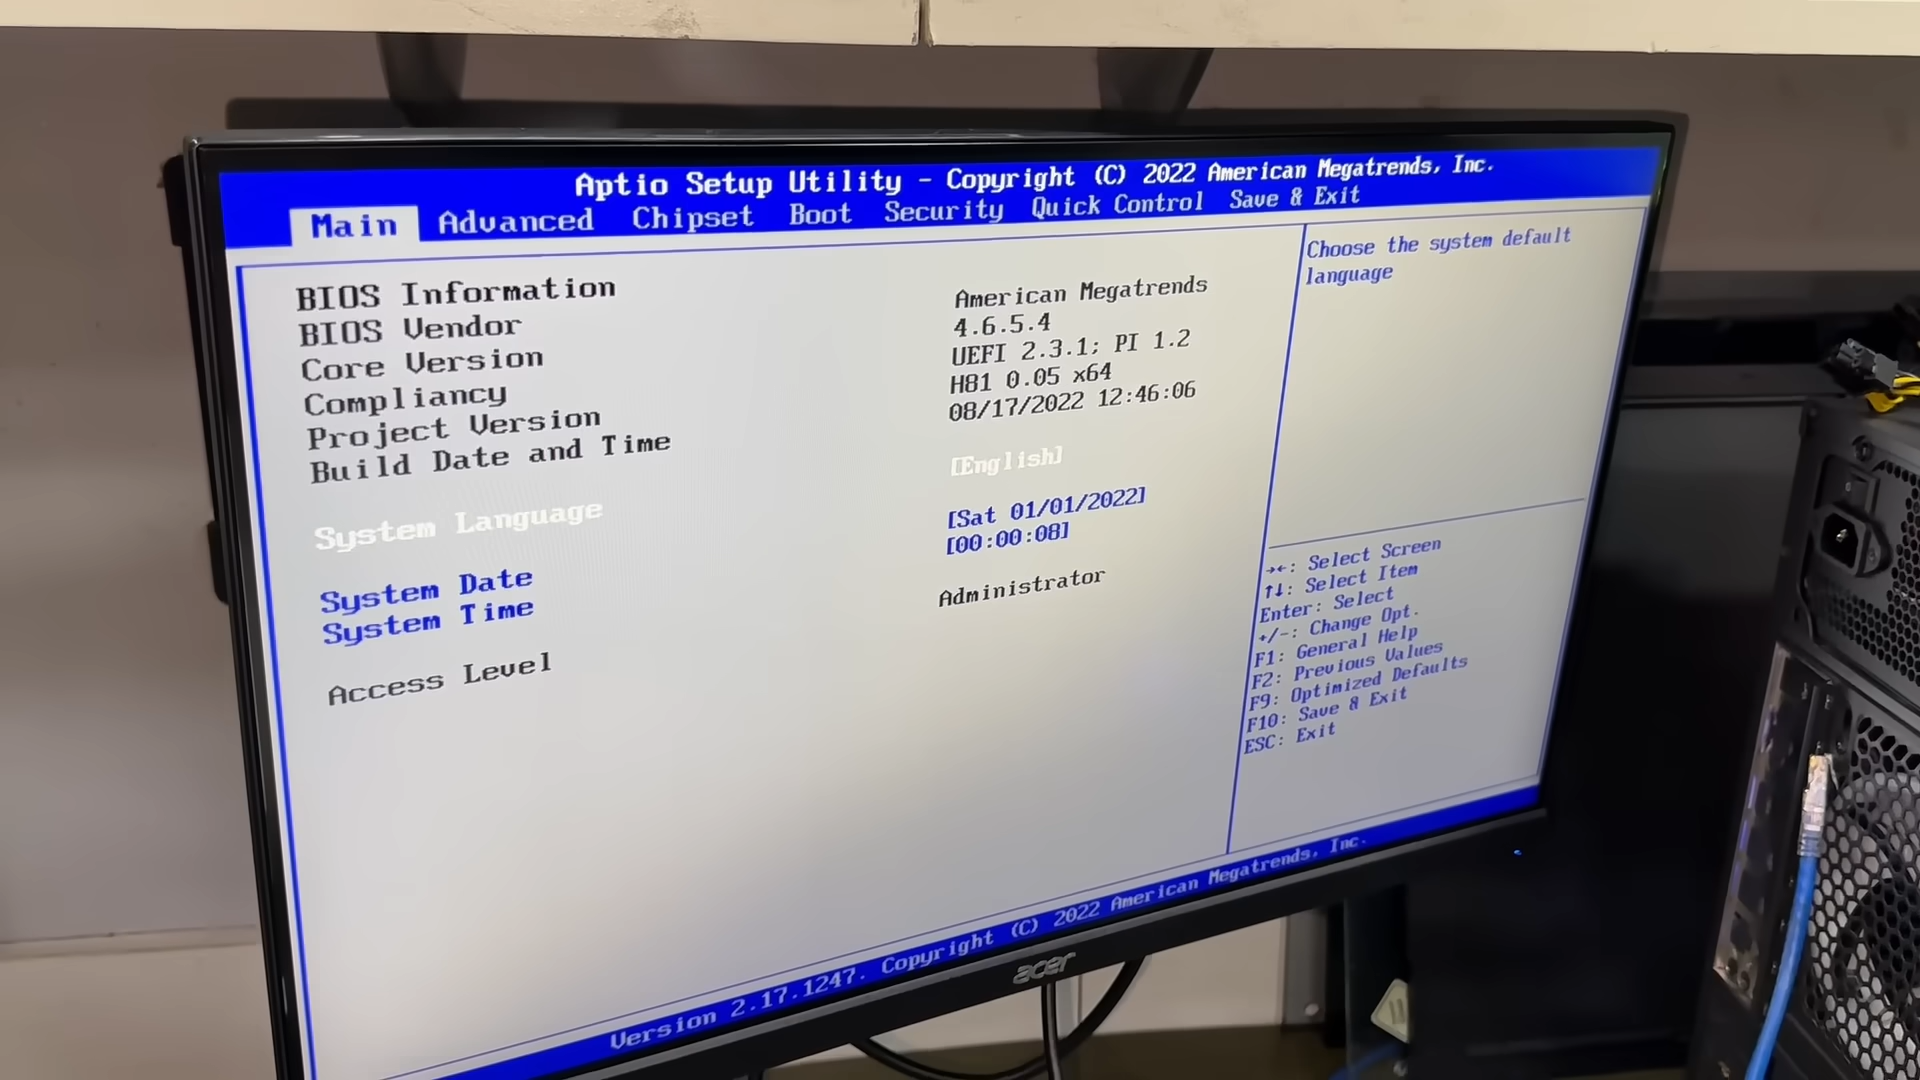 Aptio Setup Utility - Copyright (C) 2022 American Megatrends, Inc.
Main Advanced Chipset Boot Security Quick Control Save & Exit
BIOS Information
BIOS Vendor American Megatrends
Core Version 4.6.5.4
Compliancy UEFI 2.3.1; PI 1.2
Project Version H81 0.05 x64
Build Date and Time 08/17/2022 12:46:06
System Language [English]
System Date [Sat 01/01/2022]
System Time [00:00:08]
Access Level Administrator
Choose the system default
language
→←: Select Screen
↑↓: Select Item
Enter: Select
+/-: Change Opt.
F1: General Help
F2: Previous Values
F9: Optimized Defaults
F10: Save & Exit
ESC: Exit
Version 2.17.1247. Copyright (C) 2022 American Megatrends, Inc.
acer